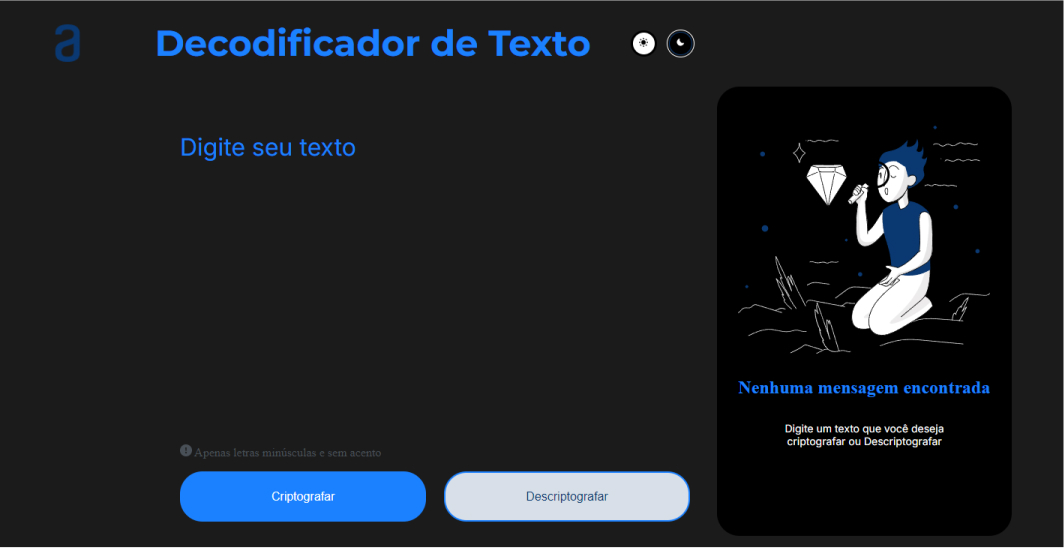 a
Decodificador de Texto
Digite seu texto
Apenas letras minúsculas e sem acento
Criptografar
Descriptografar
Nenhuma mensagem encontrada
Digite um texto que você deseja
criptografar ou Descriptografar